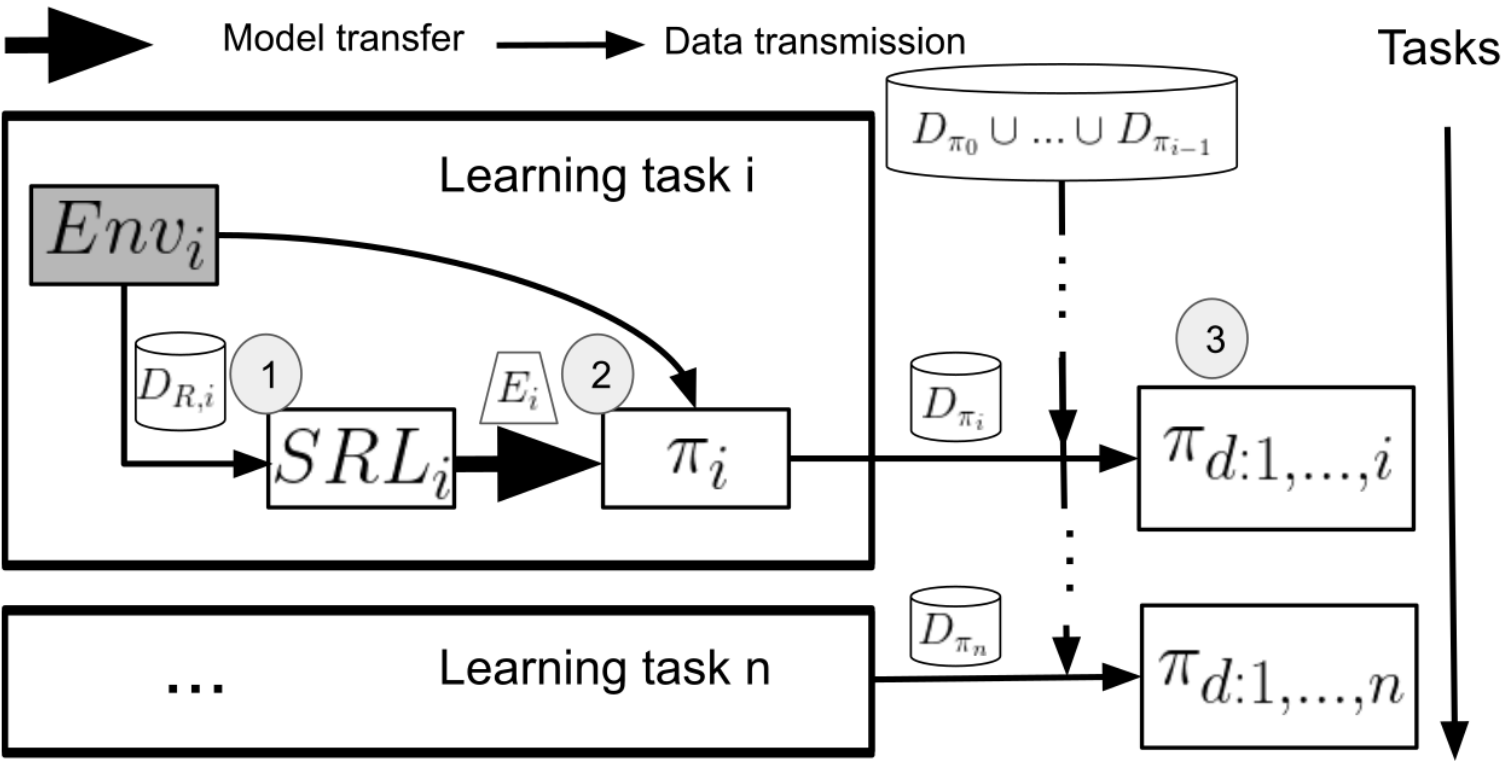 Model transfer
Data transmission
Tasks
D_{π_0} ∪ ... ∪ D_{π_{i-1}}
Learning task i
Env_i
D_{R,i}
1
E_i
2
D_{π_i}
3
SRL_i
π_i
π_{d:1,...,i}
D_{π_n}
... Learning task n
π_{d:1,...,n}